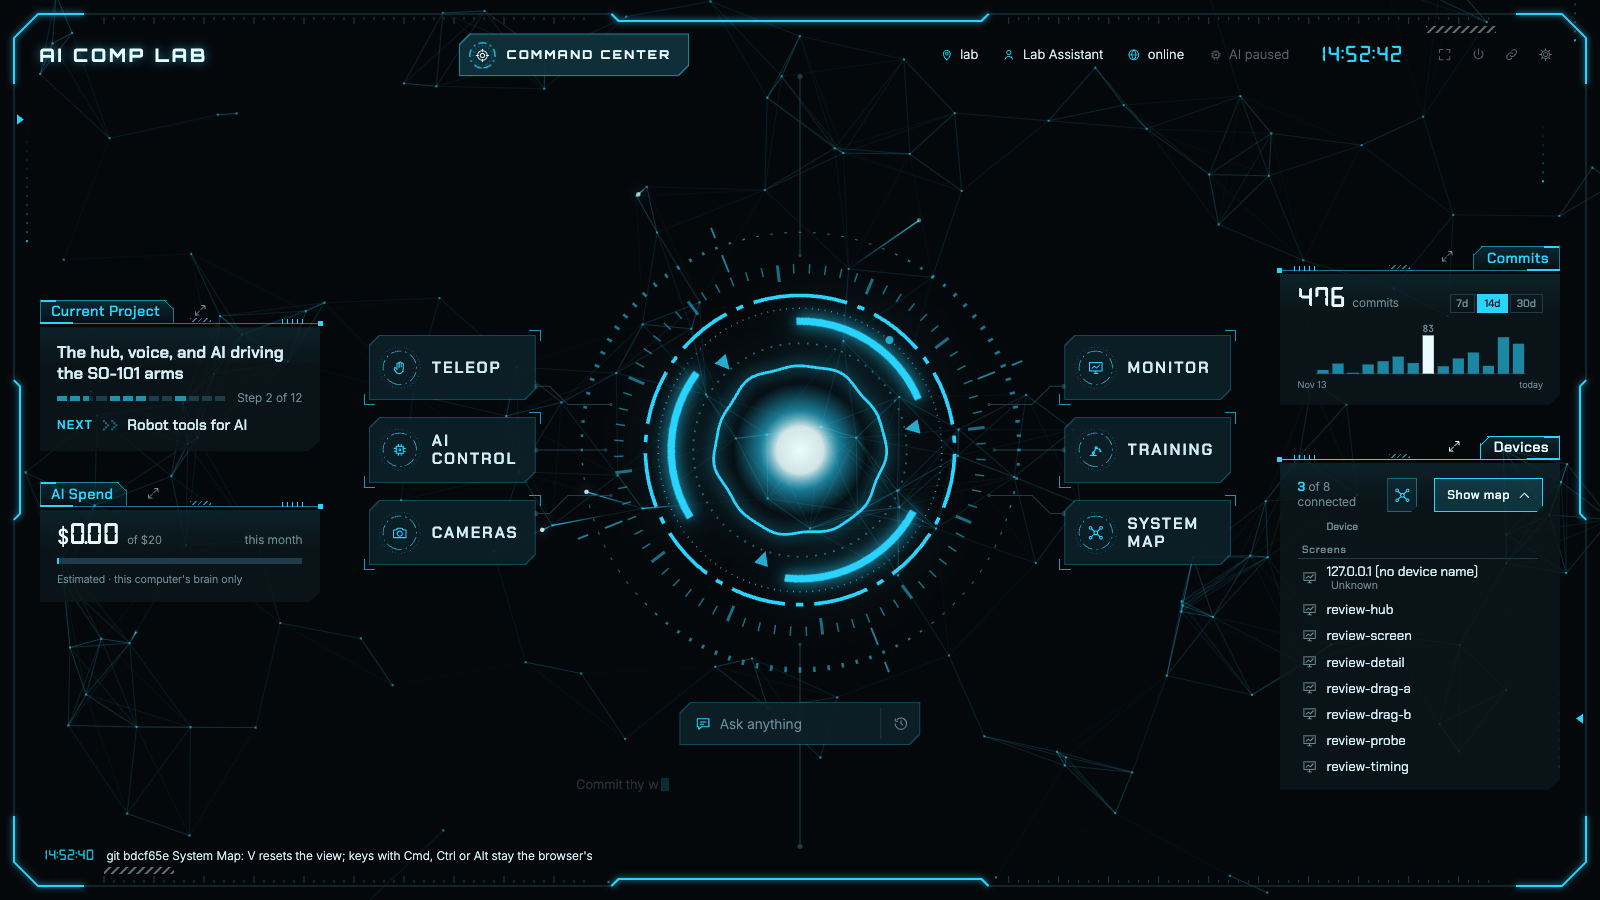 AI COMP LAB
COMMAND CENTER
lab
Lab Assistant
online
AI paused
14:52:42
Current Project
The hub, voice, and AI driving
the SO-101 arms
Step 2 of 12
NEXT
Robot tools for AI
AI Spend
$0.00 of $20
this month
Estimated · this computer's brain only
TELEOP
AI
CONTROL
CAMERAS
MONITOR
TRAINING
SYSTEM
MAP
Commits
476 commits
7d
14d
30d
83
Nov 13
today
Devices
3 of 8
connected
Show map
Device
Screens
127.0.0.1 (no device name)
Unknown
review-hub
review-screen
review-detail
review-drag-a
review-drag-b
review-probe
review-timing
Ask anything
Commit thy w
14:52:40 git bdcf65e System Map: V resets the view; keys with Cmd, Ctrl or Alt stay the browser's